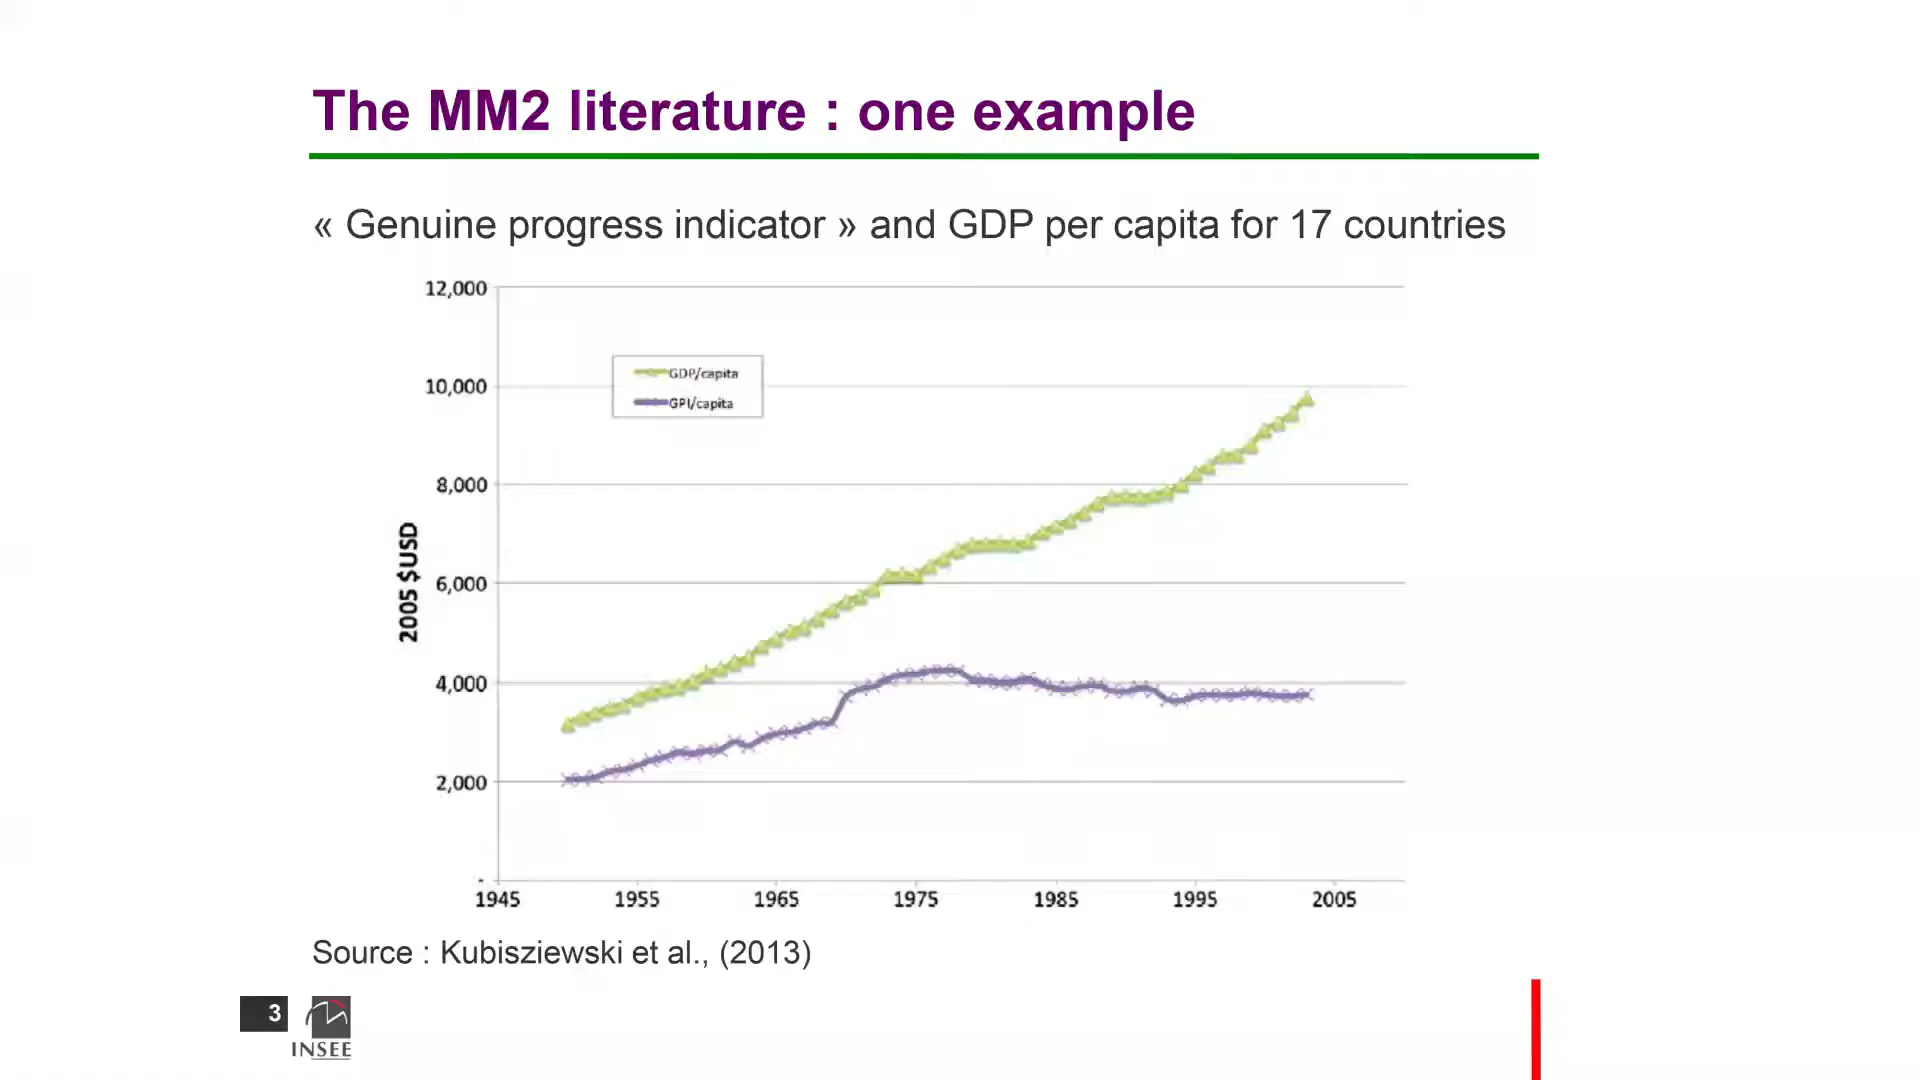 The MM2 literature : one example
« Genuine progress indicator » and GDP per capita for 17 countries
12,000
10,000
8,000
6,000
4,000
2,000
-
2005 $USD
GDP/capita
GPI/capita
1945 1955 1965 1975 1985 1995 2005
Source : Kubisziewski et al., (2013)
3
INSEE